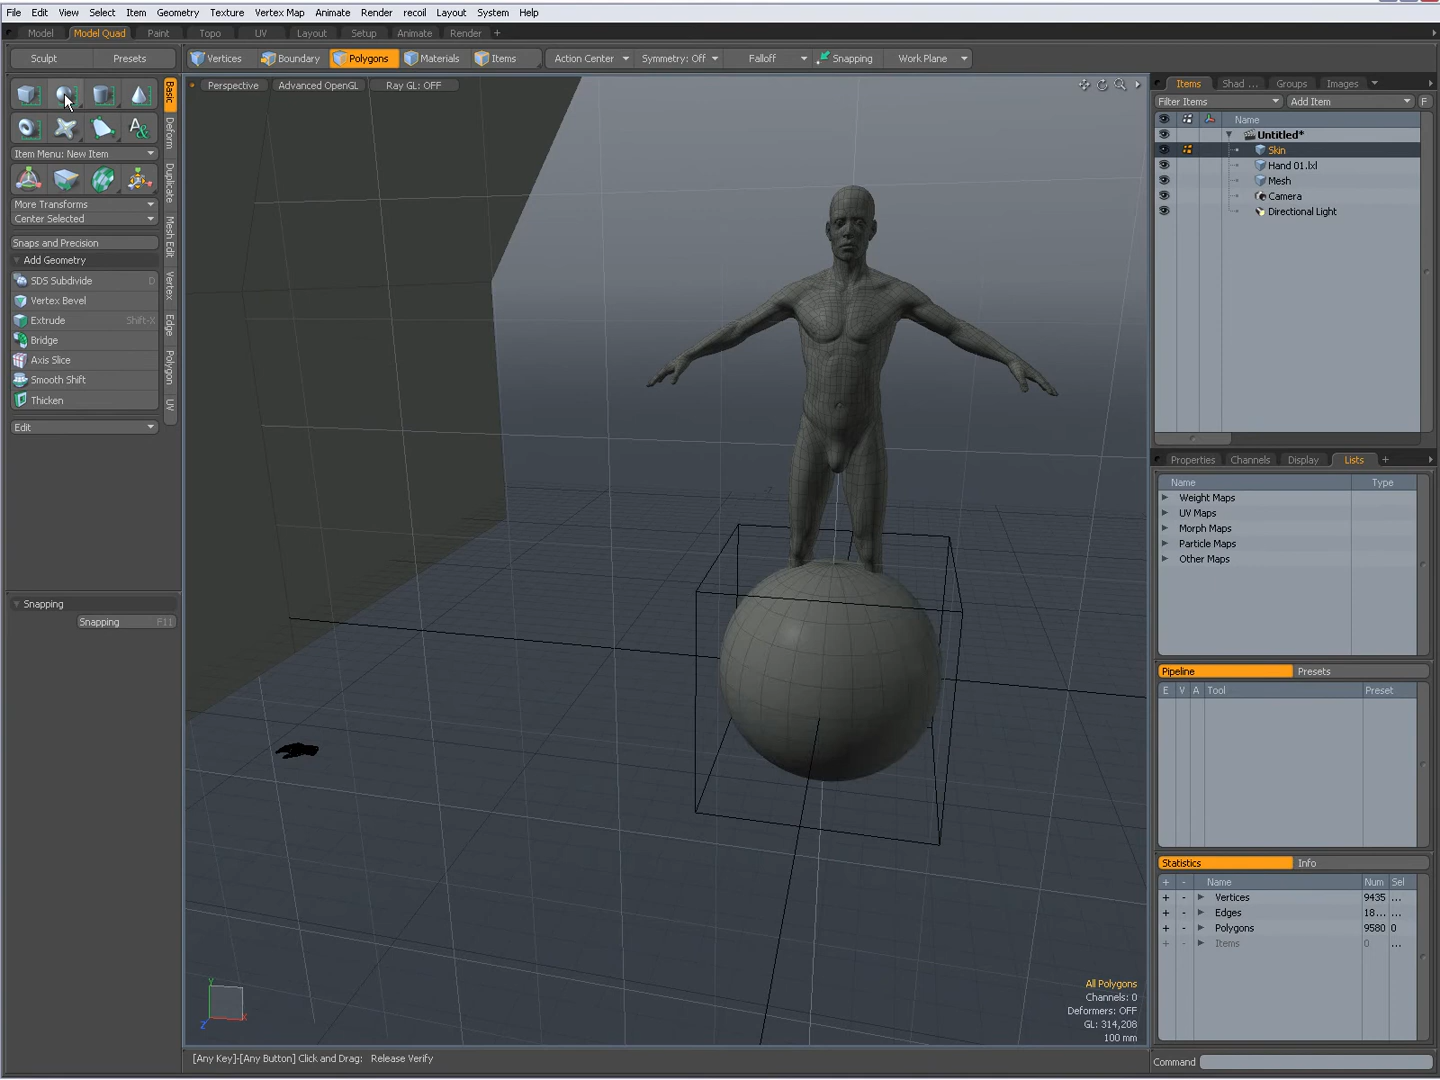 File Edit View Select Item Geometry Texture Vertex Map Animate Render recoil Layout System Help
Model Model Quad Paint Topo UV Layout Setup Animate Render +
Sculpt Presets Vertices Boundary Polygons Materials Items Action Center Symmetry: Off Falloff Snapping Work Plane
Basic
Deform
Duplicate
Mesh Edit
Vertex
Edge
Polygon
UV
Item Menu: New Item
More Transforms
Center Selected
Snaps and Precision
Add Geometry
SDS Subdivide D
Vertex Bevel
Extrude Shift-X
Bridge
Axis Slice
Smooth Shift
Thicken
Edit
Snapping
Snapping F11
Perspective Advanced OpenGL Ray GL: OFF
Y
Z X
All Polygons
Channels: 0
Deformers: OFF
GL: 314,206
100 mm
[Any Key]-[Any Button] Click and Drag: Release Verify
Items Shad ... Groups Images
Filter Items Add Item F
Name
Untitled*
Skin
Hand 01.lxl
Mesh
Camera
Directional Light
Properties Channels Display Lists +
Name Type
Weight Maps
UV Maps
Morph Maps
Particle Maps
Other Maps
Pipeline Presets
E V A Tool Preset
Statistics Info
+ - Name Num Sel
+ - Vertices 9435 ...
+ - Edges 18... ...
+ - Polygons 9580 0
+ - Items 0 ...
Command